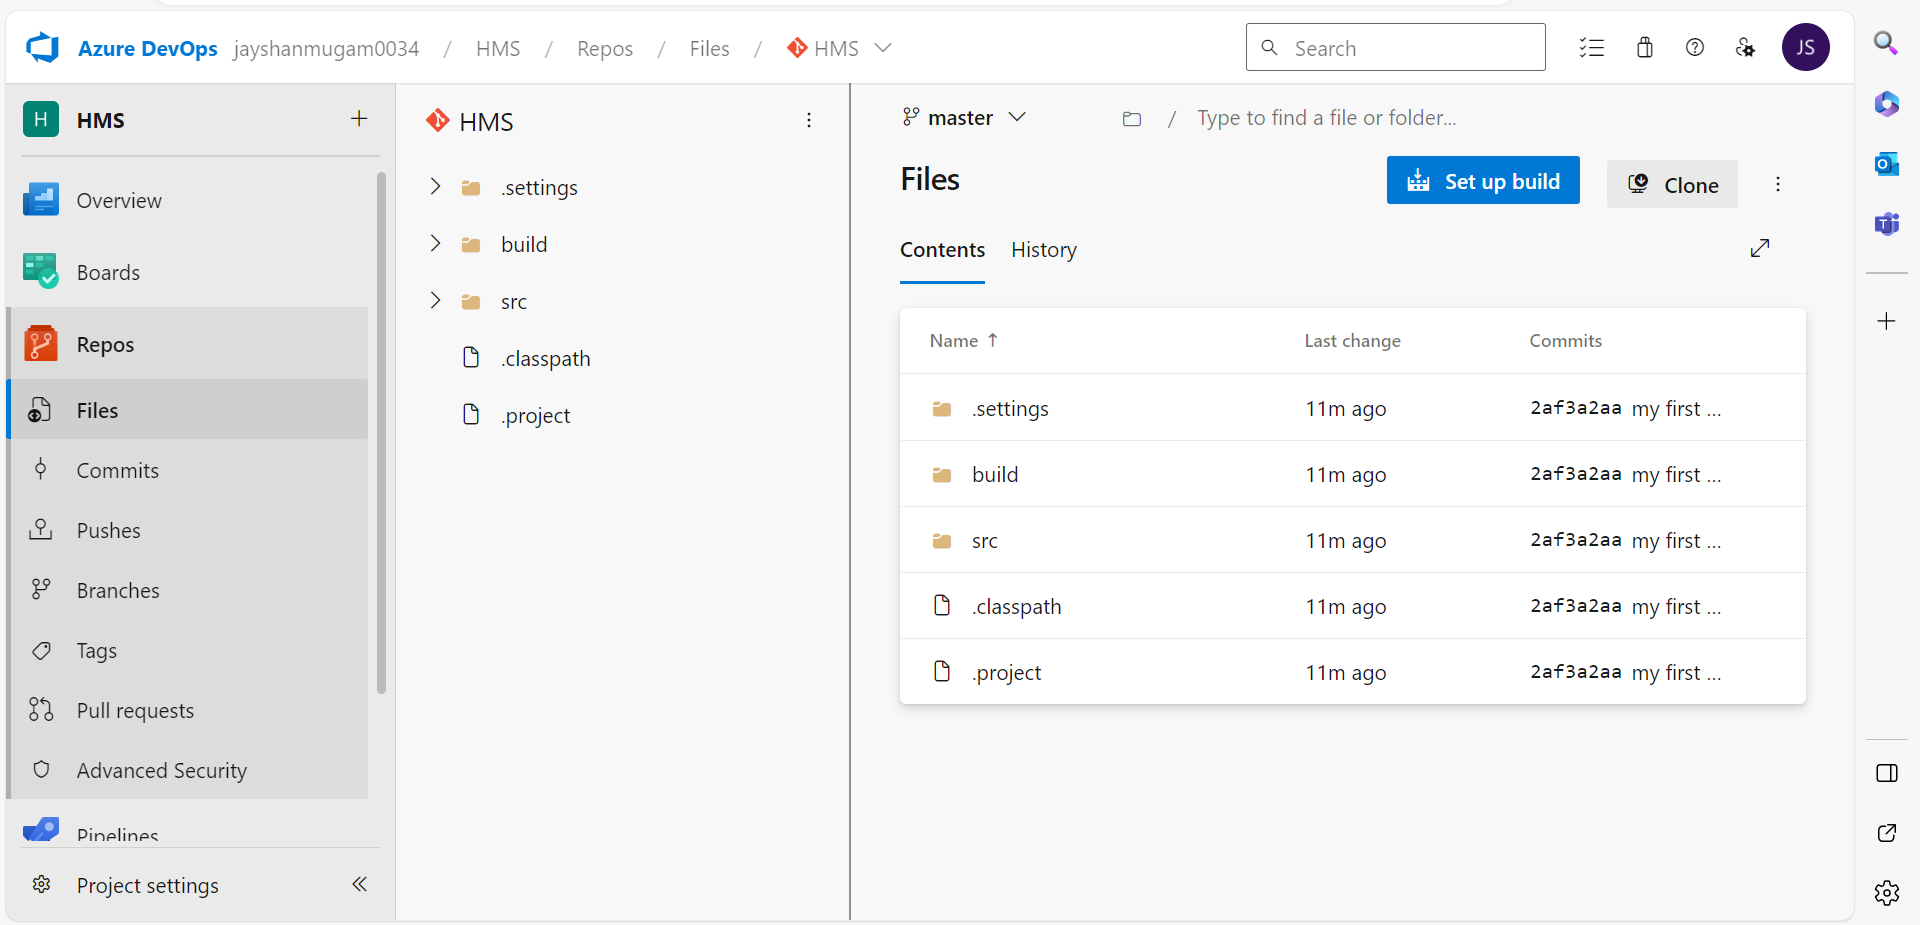 Azure DevOps jayshanmugam0034 / HMS / Repos / Files / HMS
Search
JS
H HMS
Overview
Boards
Repos
Files
Commits
Pushes
Branches
Tags
Pull requests
Advanced Security
Pipelines
Project settings
HMS
.settings
build
src
.classpath
.project
master
/ Type to find a file or folder...
Files
Set up build
Clone
Contents History
Name Last change Commits
.settings 11m ago 2af3a2aa my first ...
build 11m ago 2af3a2aa my first ...
src 11m ago 2af3a2aa my first ...
.classpath 11m ago 2af3a2aa my first ...
.project 11m ago 2af3a2aa my first ...